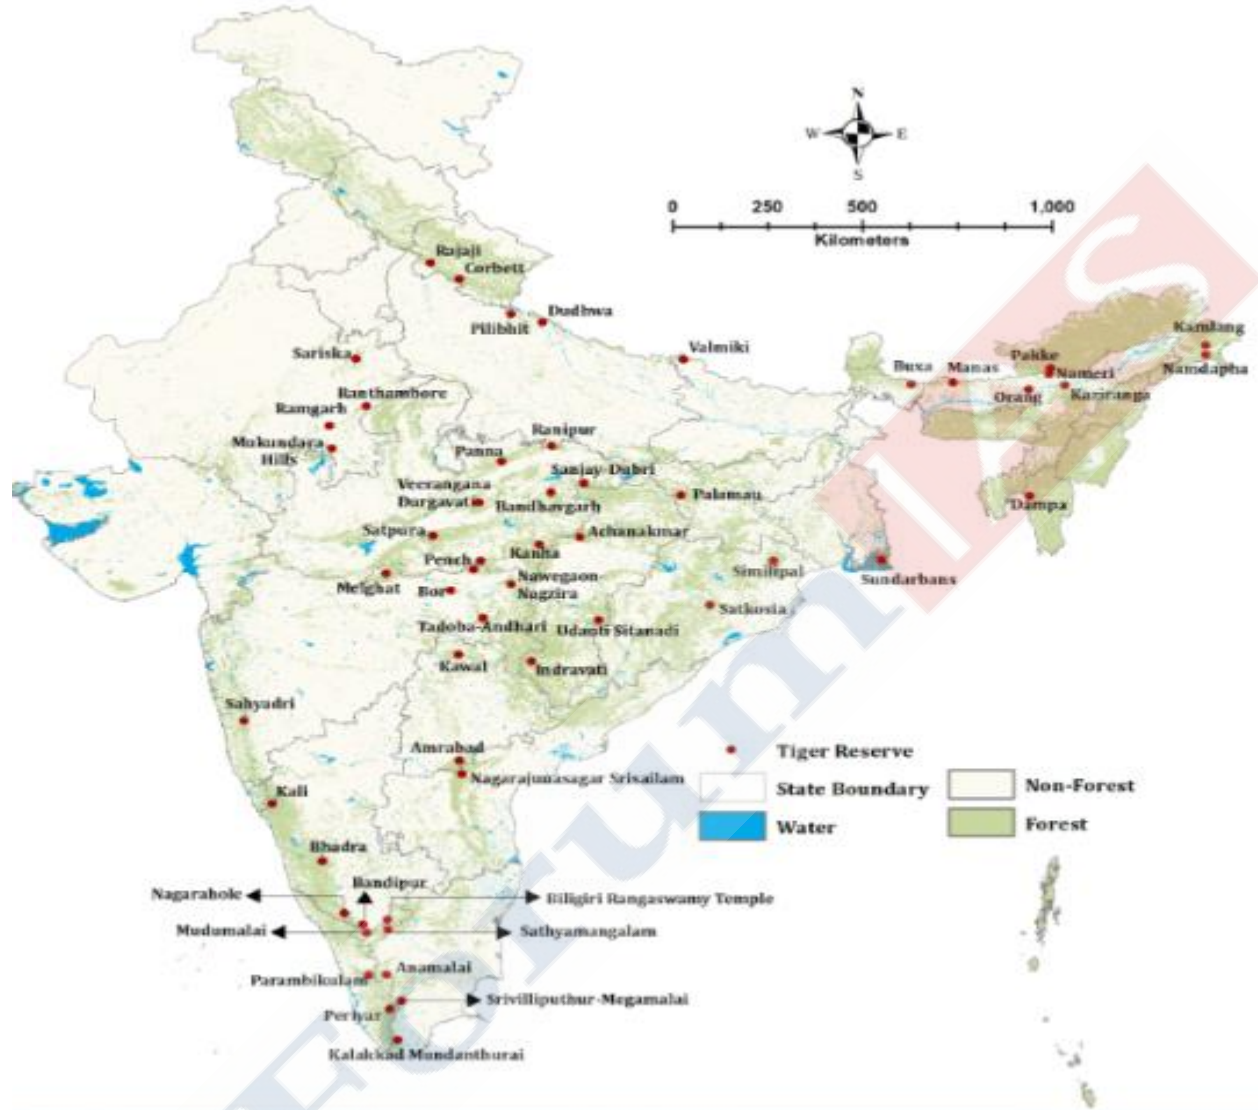 N
W E
S
0 250 500 1,000
Kilometers
Rajaji
Corbett
Pilibhit
Dudhwa
Valmiki
Sariska
Ranthambore
Ramgarh
Mukundara
Hills
Ranipur
Panna
Sanjay-Dubri
Veerangana
Durgavati
Bandhavgarh
Palamau
Satpura
Achanakmar
Kanha
Pench
Melghat
Bor
Nawegaon-
Nagzira
Similipal
Sundarbans
Satkosia
Tadoba-Andhari
Udanti Sitanadi
Kawal
Indravati
Buxa
Manas
Pakke
Nameri
Orang
Kaziranga
Kamlang
Namdapha
Dampa
Sahyadri
Amrabad
Nagarajunasagar Srisailam
Kali
Bhadra
Bandipur
Nagarahole
Biligiri Rangaswamy Temple
Mudumalai
Sathyamangalam
Parambikulam
Anamalai
Srivilliputhur-Megamalai
Periyar
Kalakkad Mundanthurai
Tiger Reserve
State Boundary
Water
Non-Forest
Forest
Forum IAS